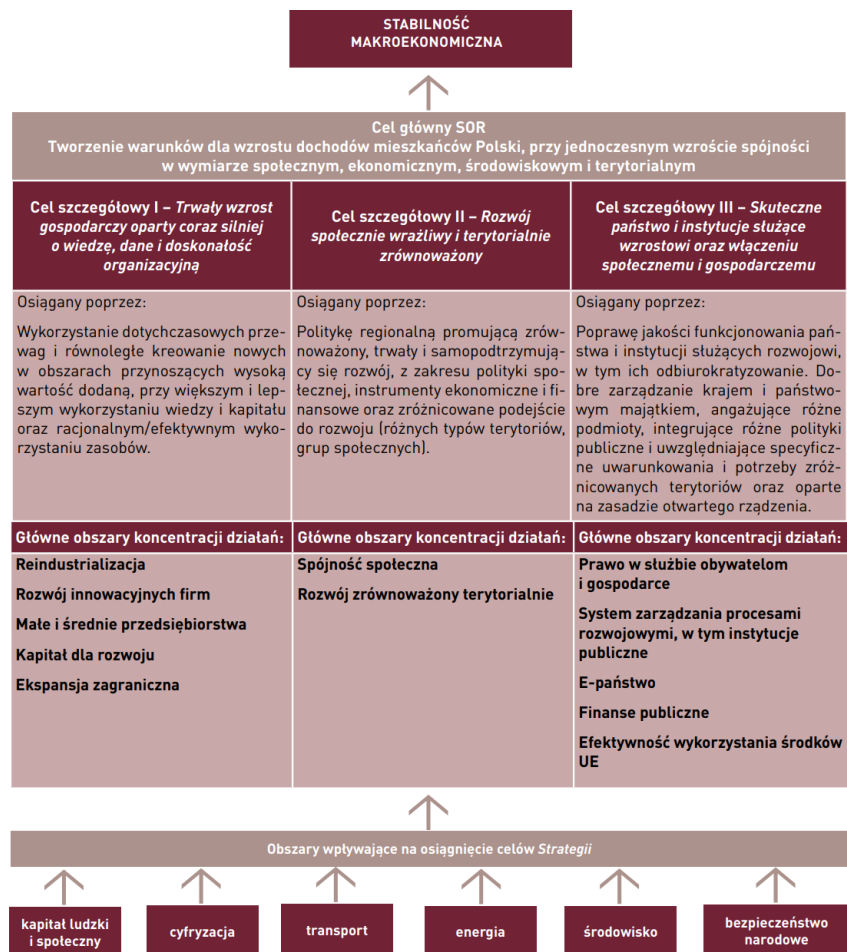 STABILNOŚĆ
MAKROEKONOMICZNA
Cel główny SOR
Tworzenie warunków dla wzrostu dochodów mieszkańców Polski, przy jednoczesnym wzroście spójności
w wymiarze społecznym, ekonomicznym, środowiskowym i terytorialnym
Cel szczegółowy I – Trwały wzrost
gospodarczy oparty coraz silniej
o wiedzę, dane i doskonałość
organizacyjną
Cel szczegółowy II – Rozwój
społecznie wrażliwy i terytorialnie
zrównoważony
Cel szczegółowy III – Skuteczne
państwo i instytucje służące
wzrostowi oraz włączeniu
społecznemu i gospodarczemu
Osiągany poprzez:
Wykorzystanie dotychczasowych prze-
wag i równoległe kreowanie nowych
w obszarach przynoszących wysoką
wartość dodaną, przy większym i lep-
szym wykorzystaniu wiedzy i kapitału
oraz racjonalnym/efektywnym wyko-
rzystaniu zasobów.
Osiągany poprzez:
Politykę regionalną promującą zrów-
noważony, trwały i samopodtrzymują-
cy się rozwój, z zakresu polityki spo-
łecznej, instrumenty ekonomiczne i fi-
nansowe oraz zróżnicowane podejście
do rozwoju (różnych typów terytoriów,
grup społecznych).
Osiągany poprzez:
Poprawę jakości funkcjonowania pań-
stwa i instytucji służących rozwojowi,
w tym ich odbiurokratyzowanie. Do-
bre zarządzanie krajem i państwo-
wym majątkiem, angażujące różne
podmioty, integrujące różne polityki
publiczne i uwzględniające specyficz-
ne uwarunkowania i potrzeby zróż-
nicowanych terytoriów oraz oparte
na zasadzie otwartego rządzenia.
Główne obszary koncentracji działań:
Reindustrializacja
Rozwój innowacyjnych firm
Małe i średnie przedsiębiorstwa
Kapitał dla rozwoju
Ekspansja zagraniczna
Główne obszary koncentracji działań:
Spójność społeczna
Rozwój zrównoważony terytorialnie
Główne obszary koncentracji działań:
Prawo w służbie obywatelom
i gospodarce
System zarządzania procesami
rozwojowymi, w tym instytucje
publiczne
E-państwo
Finanse publiczne
Efektywność wykorzystania środków
UE
Obszary wpływające na osiągnięcie celów Strategii
kapitał ludzki
i społeczny
cyfryzacja
transport
energia
środowisko
bezpieczeństwo
narodowe